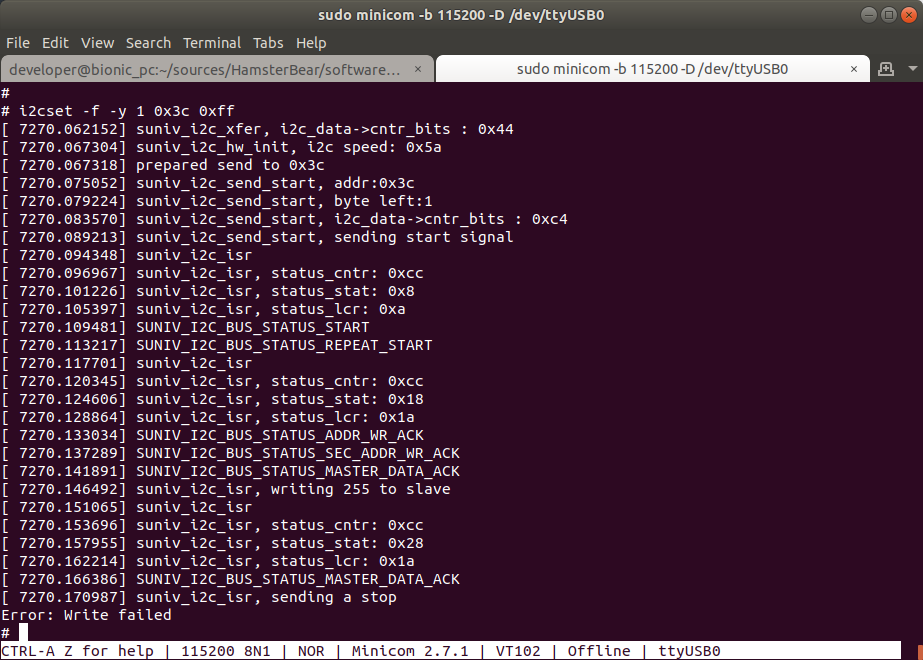 sudo minicom -b 115200 -D /dev/ttyUSB0
File Edit View Search Terminal Tabs Help
developer@bionic_pc:~/sources/HamsterBear/software... × sudo minicom -b 115200 -D /dev/ttyUSB0 ×
#
# i2cset -f -y 1 0x3c 0xff
[ 7270.062152] suniv_i2c_xfer, i2c_data->cntr_bits : 0x44
[ 7270.067304] suniv_i2c_hw_init, i2c speed: 0x5a
[ 7270.067318] prepared send to 0x3c
[ 7270.075052] suniv_i2c_send_start, addr:0x3c
[ 7270.079224] suniv_i2c_send_start, byte left:1
[ 7270.083570] suniv_i2c_send_start, i2c_data->cntr_bits : 0xc4
[ 7270.089213] suniv_i2c_send_start, sending start signal
[ 7270.094348] suniv_i2c_isr
[ 7270.096967] suniv_i2c_isr, status_cntr: 0xcc
[ 7270.101226] suniv_i2c_isr, status_stat: 0x8
[ 7270.105397] suniv_i2c_isr, status_lcr: 0xa
[ 7270.109481] SUNIV_I2C_BUS_STATUS_START
[ 7270.113217] SUNIV_I2C_BUS_STATUS_REPEAT_START
[ 7270.117701] suniv_i2c_isr
[ 7270.120345] suniv_i2c_isr, status_cntr: 0xcc
[ 7270.124606] suniv_i2c_isr, status_stat: 0x18
[ 7270.128864] suniv_i2c_isr, status_lcr: 0x1a
[ 7270.133034] SUNIV_I2C_BUS_STATUS_ADDR_WR_ACK
[ 7270.137289] SUNIV_I2C_BUS_STATUS_SEC_ADDR_WR_ACK
[ 7270.141891] SUNIV_I2C_BUS_STATUS_MASTER_DATA_ACK
[ 7270.146492] suniv_i2c_isr, writing 255 to slave
[ 7270.151065] suniv_i2c_isr
[ 7270.153696] suniv_i2c_isr, status_cntr: 0xcc
[ 7270.157955] suniv_i2c_isr, status_stat: 0x28
[ 7270.162214] suniv_i2c_isr, status_lcr: 0x1a
[ 7270.166386] SUNIV_I2C_BUS_STATUS_MASTER_DATA_ACK
[ 7270.170987] suniv_i2c_isr, sending a stop
Error: Write failed
#
CTRL-A Z for help | 115200 8N1 | NOR | Minicom 2.7.1 | VT102 | Offline | ttyUSB0